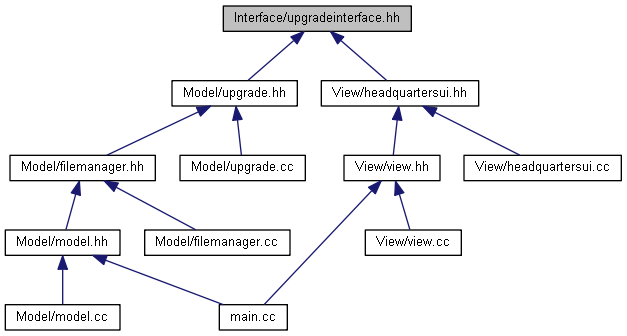 Interface/upgradeinterface.hh
Model/upgrade.hh
View/headquartersui.hh
Model/filemanager.hh
Model/upgrade.cc
View/view.hh
View/headquartersui.cc
Model/model.hh
Model/filemanager.cc
View/view.cc
Model/model.cc
main.cc